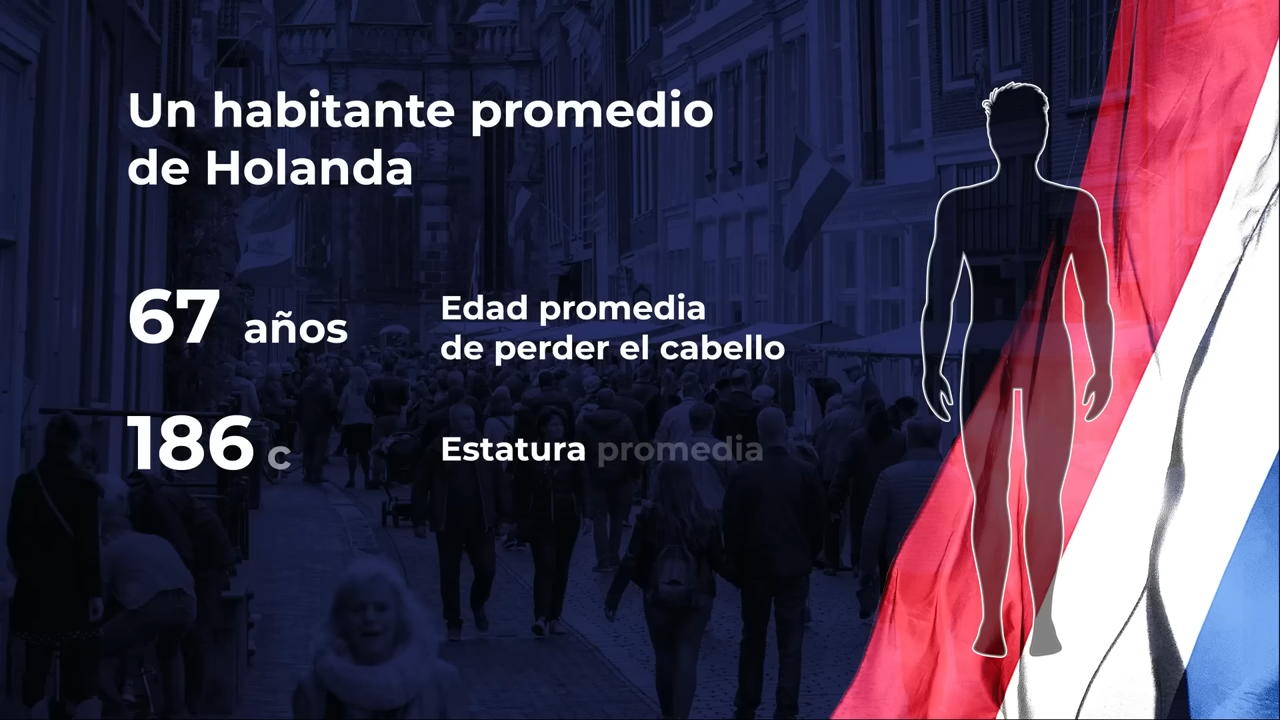 Un habitante promedio
de Holanda
67 años
Edad promedia
de perder el cabello
186 c
Estatura promedia